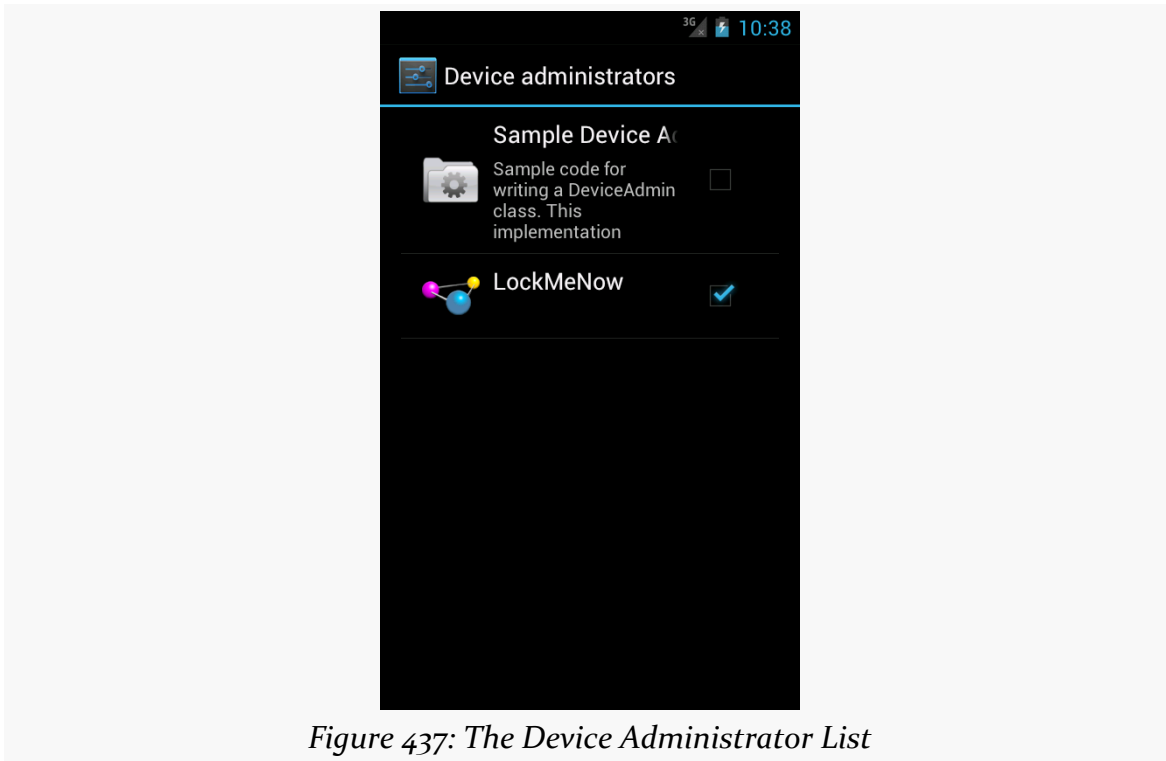 3G 10:38
Device administrators
Sample Device Ad
Sample code for
writing a DeviceAdmin
class. This
implementation
LockMeNow
Figure 437: The Device Administrator List